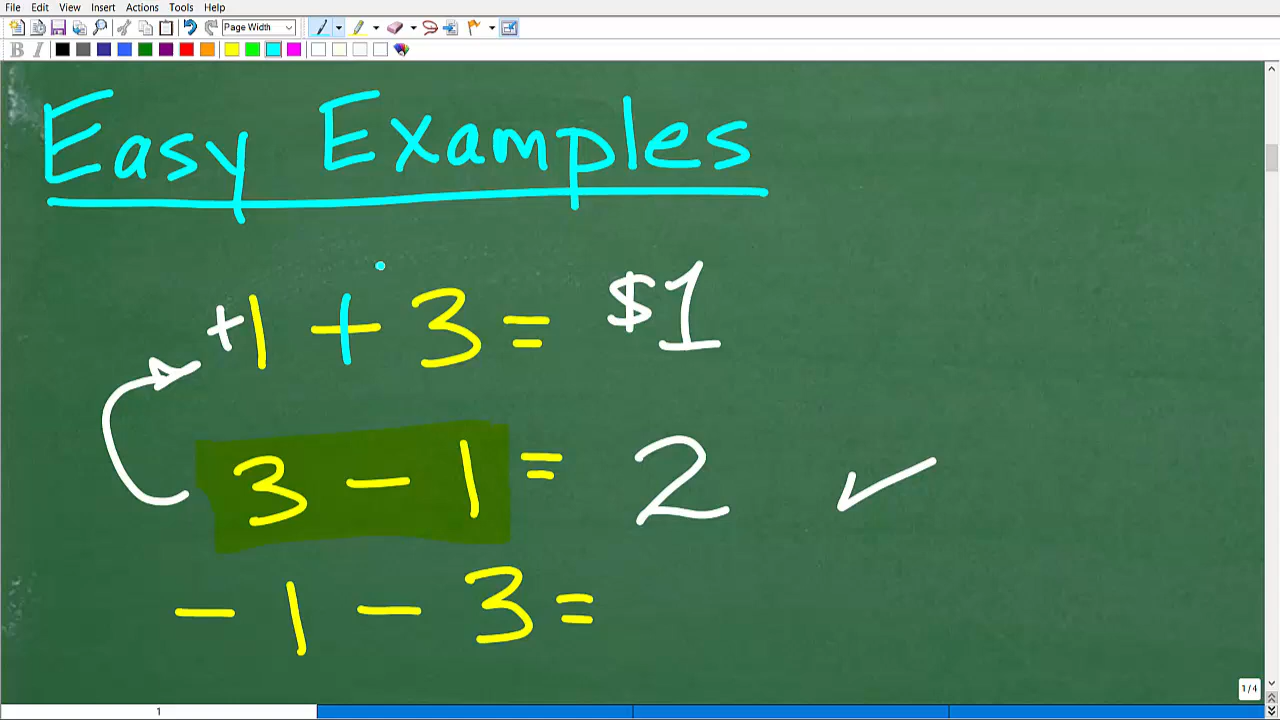 File Edit View Insert Actions Tools Help
Page Width
B I
Easy Examples
+1 + 3 = $1
3 - 1 = 2 ✓
- 1 - 3 =
1/4
1